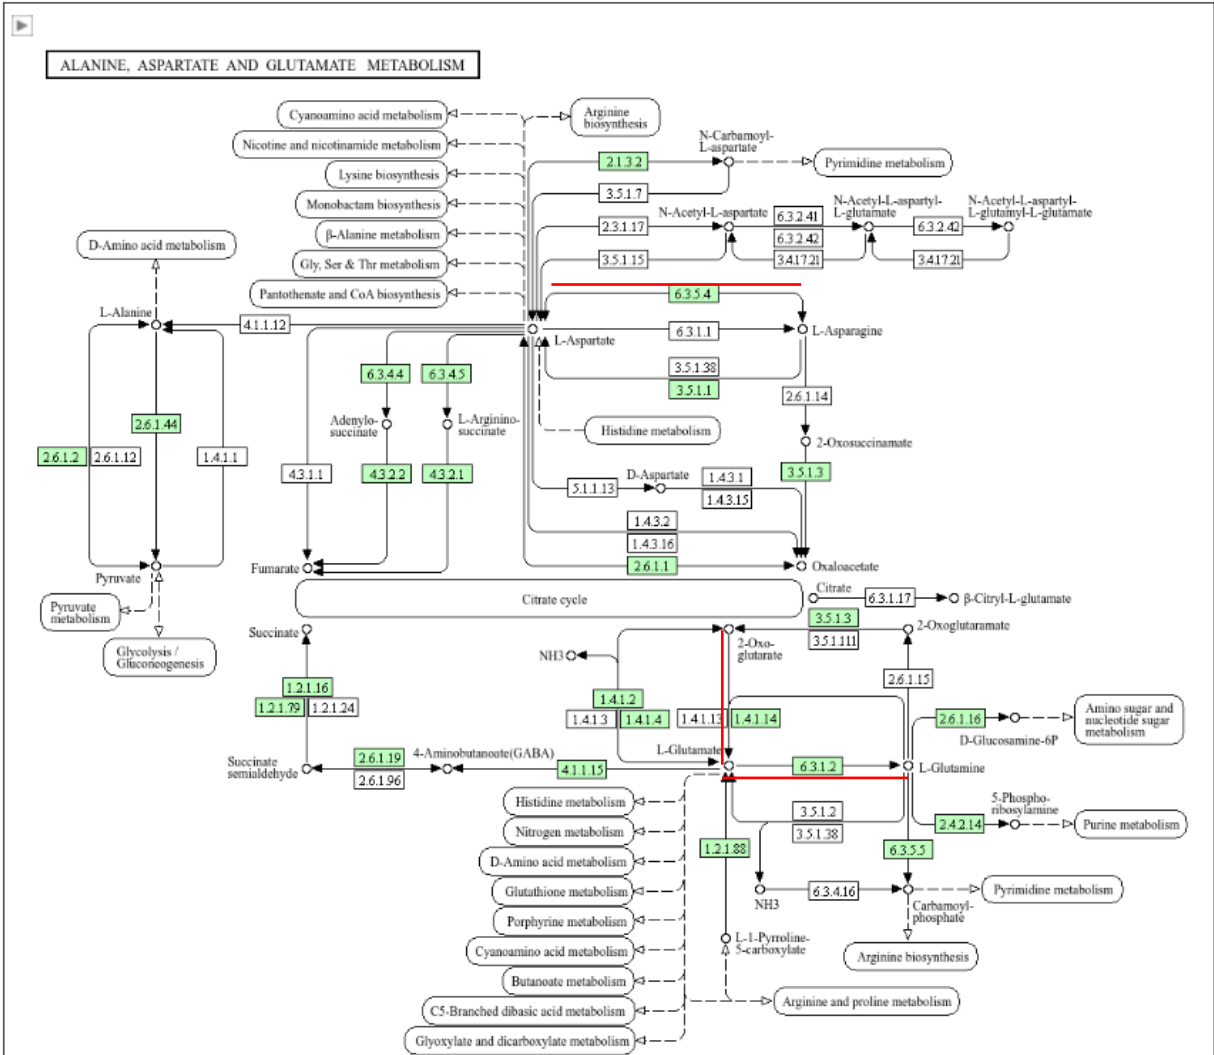 ALANINE, ASPARTATE AND GLUTAMATE METABOLISM
Cyanoamino acid metabolism
Arginine
biosynthesis
Nicotine and nicotinamide metabolism
N-Carbamoyl-
L-aspartate
2.1.3.2
Pyrimidine metabolism
Lysine biosynthesis
3.5.1.7
Monobactam biosynthesis
N-Acetyl-L-aspartate
N-Acetyl-L-aspartyl-
L-glutamate
N-Acetyl-L-aspartyl-
L-glutamyl-L-glutamate
6.3.2.41
2.3.1.17
6.3.2.42
6.3.2.42
β-Alanine metabolism
D-Amino acid metabolism
Gly, Ser & Thr metabolism
3.5.1.15
3.4.17.21
3.4.17.21
Pantothenate and CoA biosynthesis
6.3.5.4
L-Alanine
4.1.1.12
L-Aspartate
6.3.1.1
L-Asparagine
6.3.4.4
6.3.4.5
3.5.1.38
3.5.1.1
2.6.1.14
2.6.1.44
Adenylo-
succinate
L-Arginino-
succinate
Histidine metabolism
2-Oxosuccinamate
2.6.1.2
2.6.1.12
1.4.1.1
4.3.1.1
4.3.2.2
4.3.2.1
D-Aspartate
5.1.1.13
1.4.3.1
1.4.3.15
3.5.1.3
1.4.3.2
1.4.3.16
2.6.1.1
Pyruvate
Fumarate
Oxaloacetate
Pyruvate
metabolism
Citrate cycle
Citrate
6.3.1.17
β-Citryl-L-glutamate
Glycolysis /
Gluconeogenesis
Succinate
NH3
2-Oxo-
glutarate
3.5.1.3
3.5.1.111
2-Oxoglutaramate
2.6.1.15
1.2.1.16
1.2.1.79
1.2.1.24
1.4.1.2
1.4.1.3
1.4.1.4
1.4.1.13
1.4.1.14
2.6.1.16
Amino sugar and
nucleotide sugar
metabolism
D-Glucosamine-6P
Succinate
semialdehyde
2.6.1.19
2.6.1.96
4-Aminobutanoate(GABA)
4.1.1.15
L-Glutamate
6.3.1.2
L-Glutamine
Histidine metabolism
3.5.1.2
3.5.1.38
5-Phospho-
ribosylamine
2.4.2.14
Purine metabolism
Nitrogen metabolism
1.2.1.88
6.3.5.5
D-Amino acid metabolism
Glutathione metabolism
NH3
6.3.4.16
Carbamoyl-
phosphate
Pyrimidine metabolism
Porphyrine metabolism
Cyanoamino acid metabolism
L-1-Pyrroline-
5-carboxylate
Arginine biosynthesis
Butanoate metabolism
C5-Branched dibasic acid metabolism
Arginine and proline metabolism
Glyoxylate and dicarboxylate metabolism